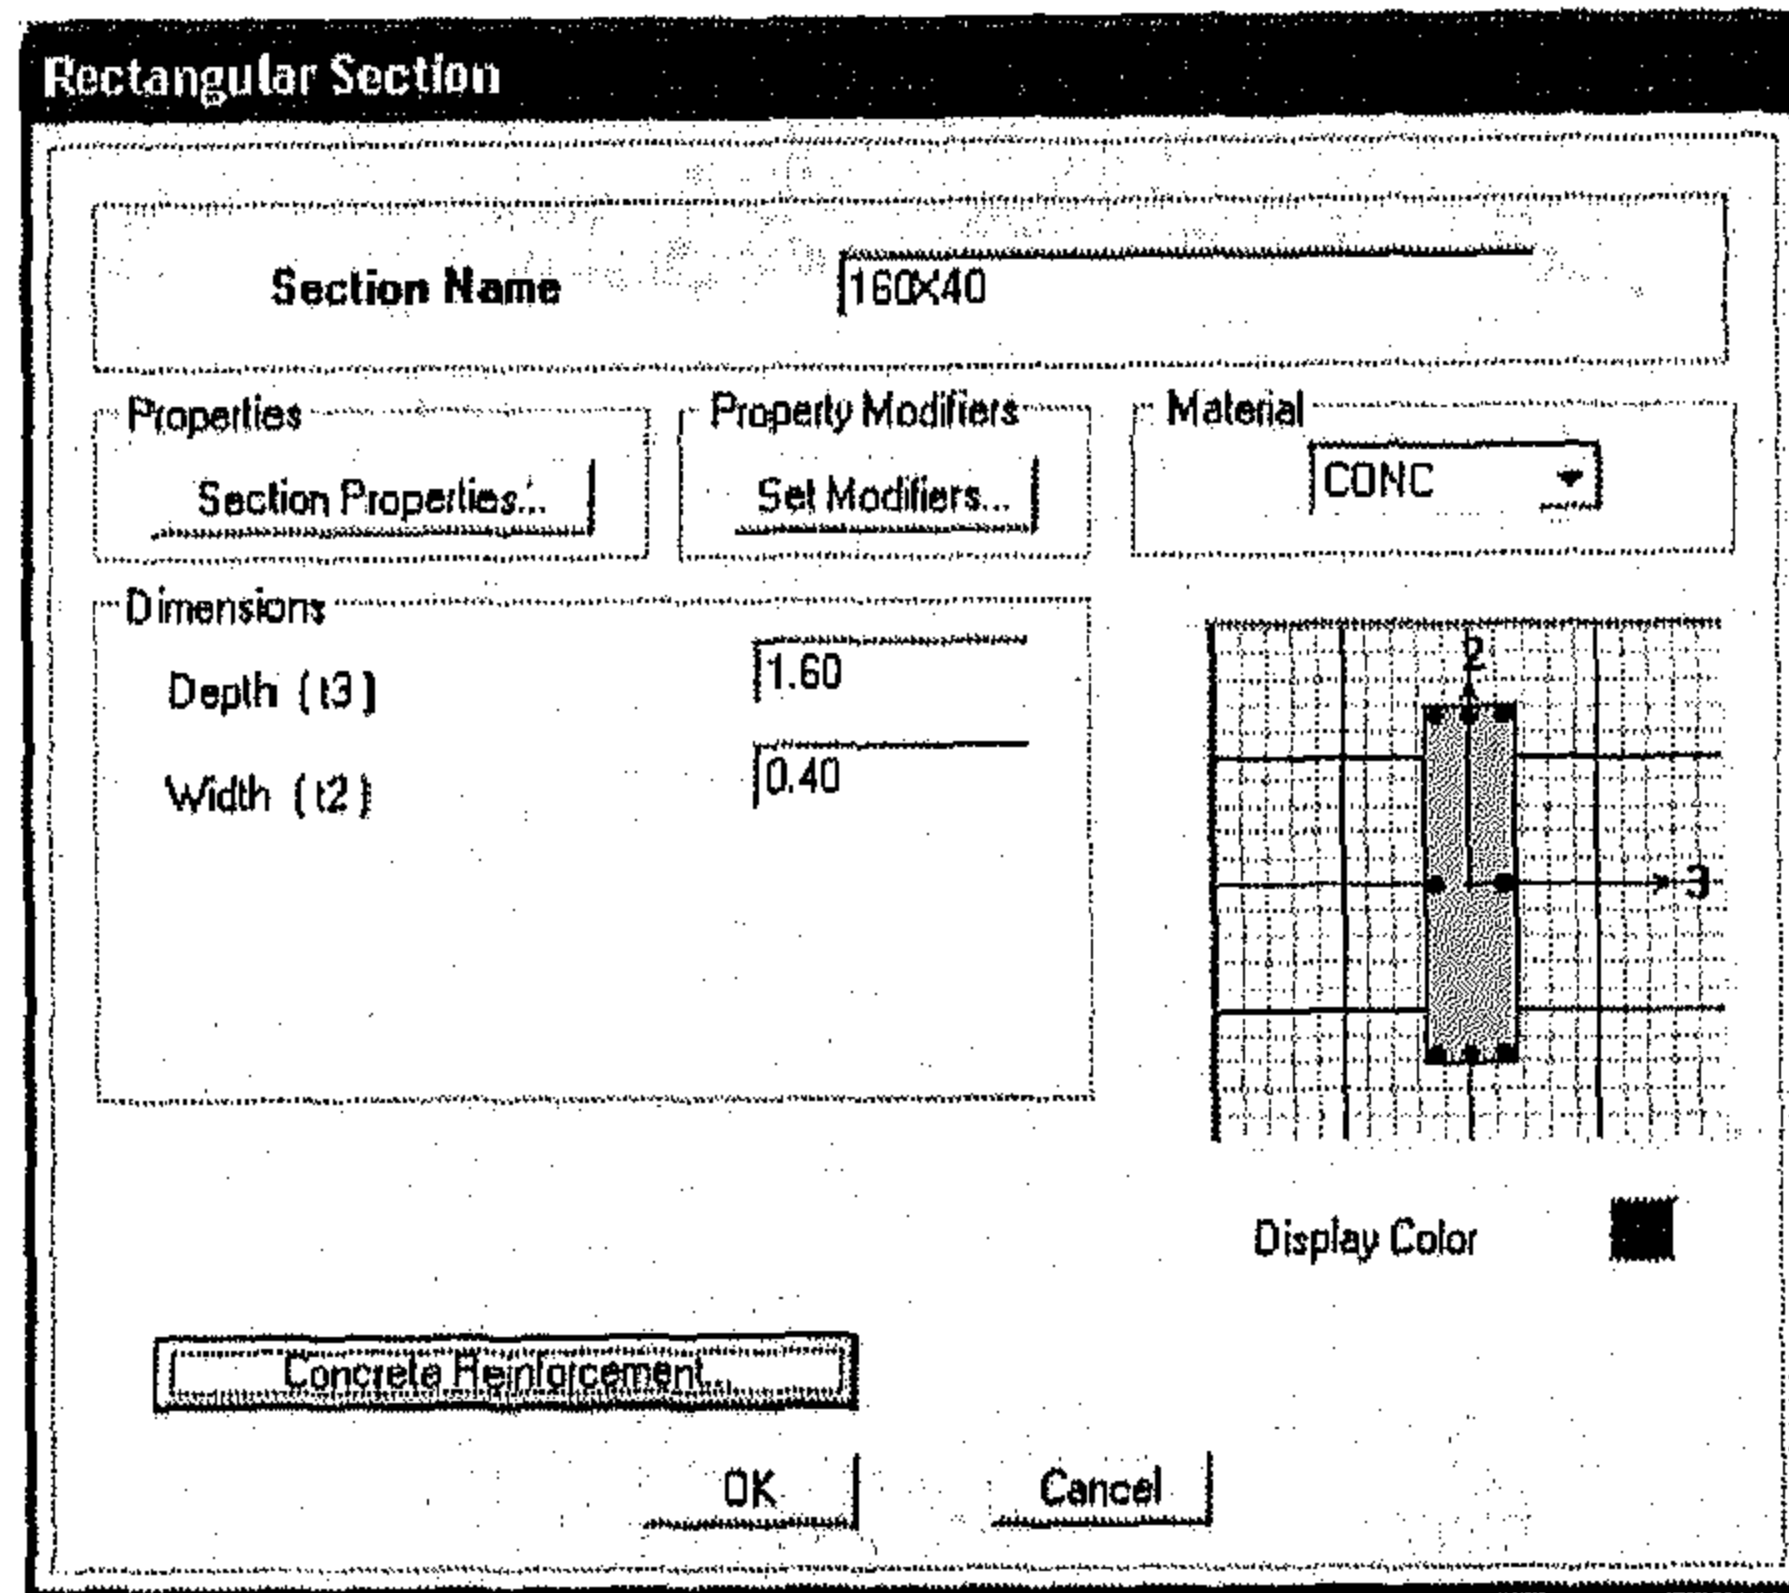 Rectangular Section
Section Name 160X40
Properties
Section Properties...
Property Modifiers
Set Modifiers...
Material
CONC
Dimensions
Depth (t3) 1.60
Width (t2) 0.40
2
3
Display Color
Concrete Reinforcement...
OK
Cancel